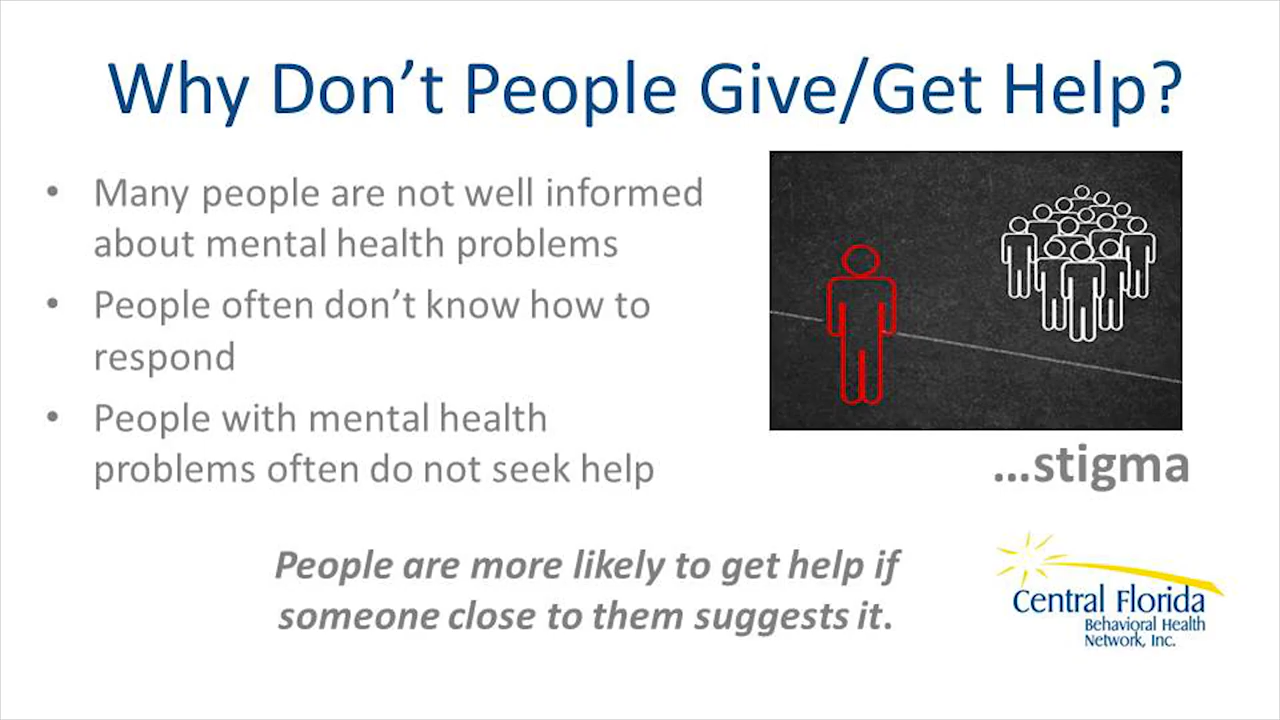 Why Don’t People Give/Get Help?
• Many people are not well informed
about mental health problems
• People often don’t know how to
respond
• People with mental health
problems often do not seek help
...stigma
People are more likely to get help if
someone close to them suggests it.
Central Florida
Behavioral Health
Network, Inc.